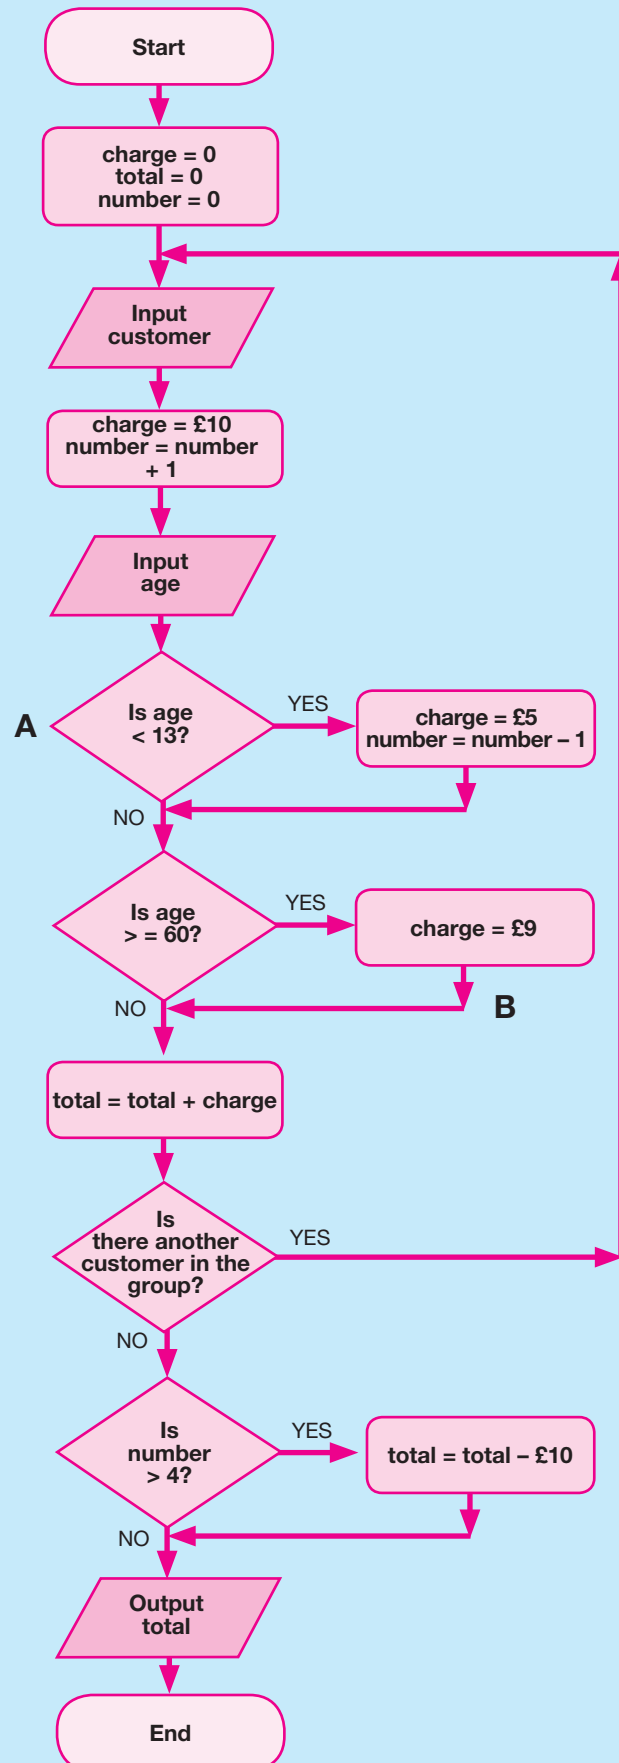 Start
charge = 0
total = 0
number = 0
Input
customer
charge = £10
number = number
+ 1
Input
age
A
Is age
< 13?
YES
charge = £5
number = number – 1
NO
Is age
> = 60?
YES
charge = £9
NO
B
total = total + charge
Is
there another
customer in the
group?
YES
NO
Is
number
> 4?
YES
total = total – £10
NO
Output
total
End